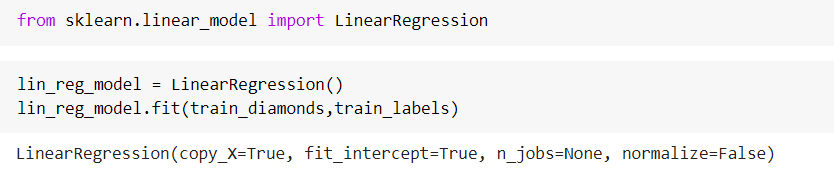 from sklearn.linear_model import LinearRegression
lin_reg_model = LinearRegression()
lin_reg_model.fit(train_diamonds,train_labels)
LinearRegression(copy_X=True, fit_intercept=True, n_jobs=None, normalize=False)